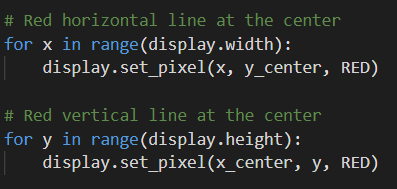 # Red horizontal line at the center
for x in range(display.width):
    display.set_pixel(x, y_center, RED)

# Red vertical line at the center
for y in range(display.height):
    display.set_pixel(x_center, y, RED)